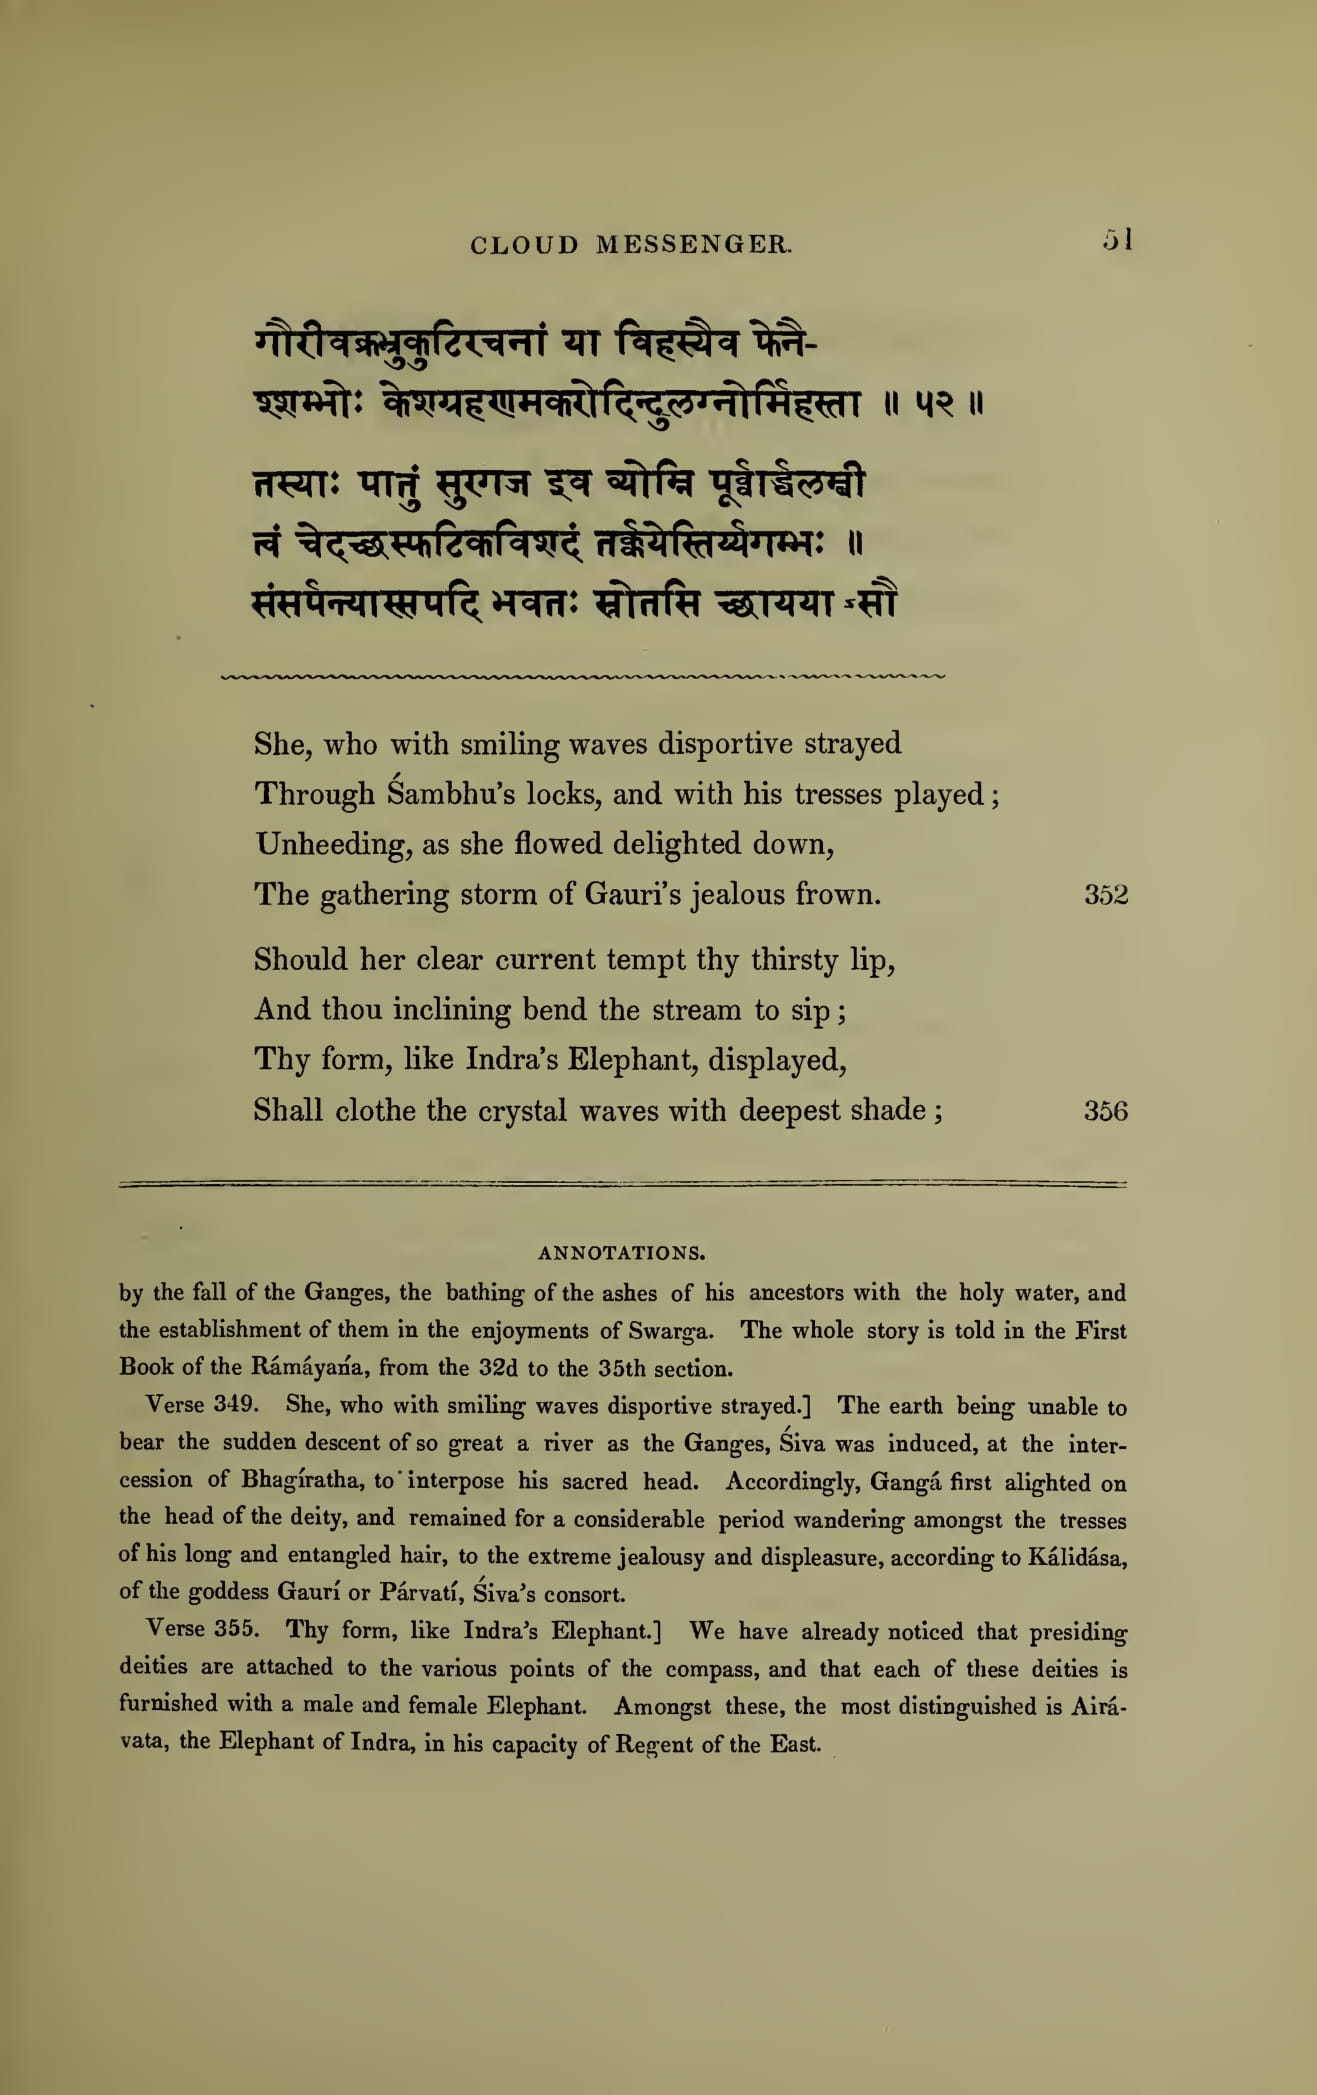 CLOUD MESSENGER. 51
गौरीवक्रभ्रुकुटिरचनां या विहस्यैव फेनै-
श्शम्भोः केशग्रहणमकरोदिन्दुलग्नोर्मिहस्ता ॥ ५२ ॥
तस्याः पातुं सुरगज इव व्योम्नि पूर्व्वार्द्धलम्बी
त्वं चेदच्छस्फटिकविशदं तर्क्कयेस्तिर्य्यगम्भः ॥
संसर्पन्त्यास्सपदि भवतः स्रोतसि च्छायया ऽसौ
She, who with smiling waves disportive strayed
Through Śambhu's locks, and with his tresses played;
Unheeding, as she flowed delighted down,
The gathering storm of Gauri's jealous frown. 352
Should her clear current tempt thy thirsty lip,
And thou inclining bend the stream to sip;
Thy form, like Indra's Elephant, displayed,
Shall clothe the crystal waves with deepest shade; 356
ANNOTATIONS.
by the fall of the Ganges, the bathing of the ashes of his ancestors with the holy water, and
the establishment of them in the enjoyments of Swarga. The whole story is told in the First
Book of the Rámáyańa, from the 32d to the 35th section.
Verse 349. She, who with smiling waves disportive strayed.] The earth being unable to
bear the sudden descent of so great a river as the Ganges, Śiva was induced, at the inter-
cession of Bhagíratha, to interpose his sacred head. Accordingly, Gangá first alighted on
the head of the deity, and remained for a considerable period wandering amongst the tresses
of his long and entangled hair, to the extreme jealousy and displeasure, according to Kálidása,
of the goddess Gaurí or Párvatí, Śiva's consort.
Verse 355. Thy form, like Indra's Elephant.] We have already noticed that presiding
deities are attached to the various points of the compass, and that each of these deities is
furnished with a male and female Elephant. Amongst these, the most distinguished is Airá-
vata, the Elephant of Indra, in his capacity of Regent of the East.